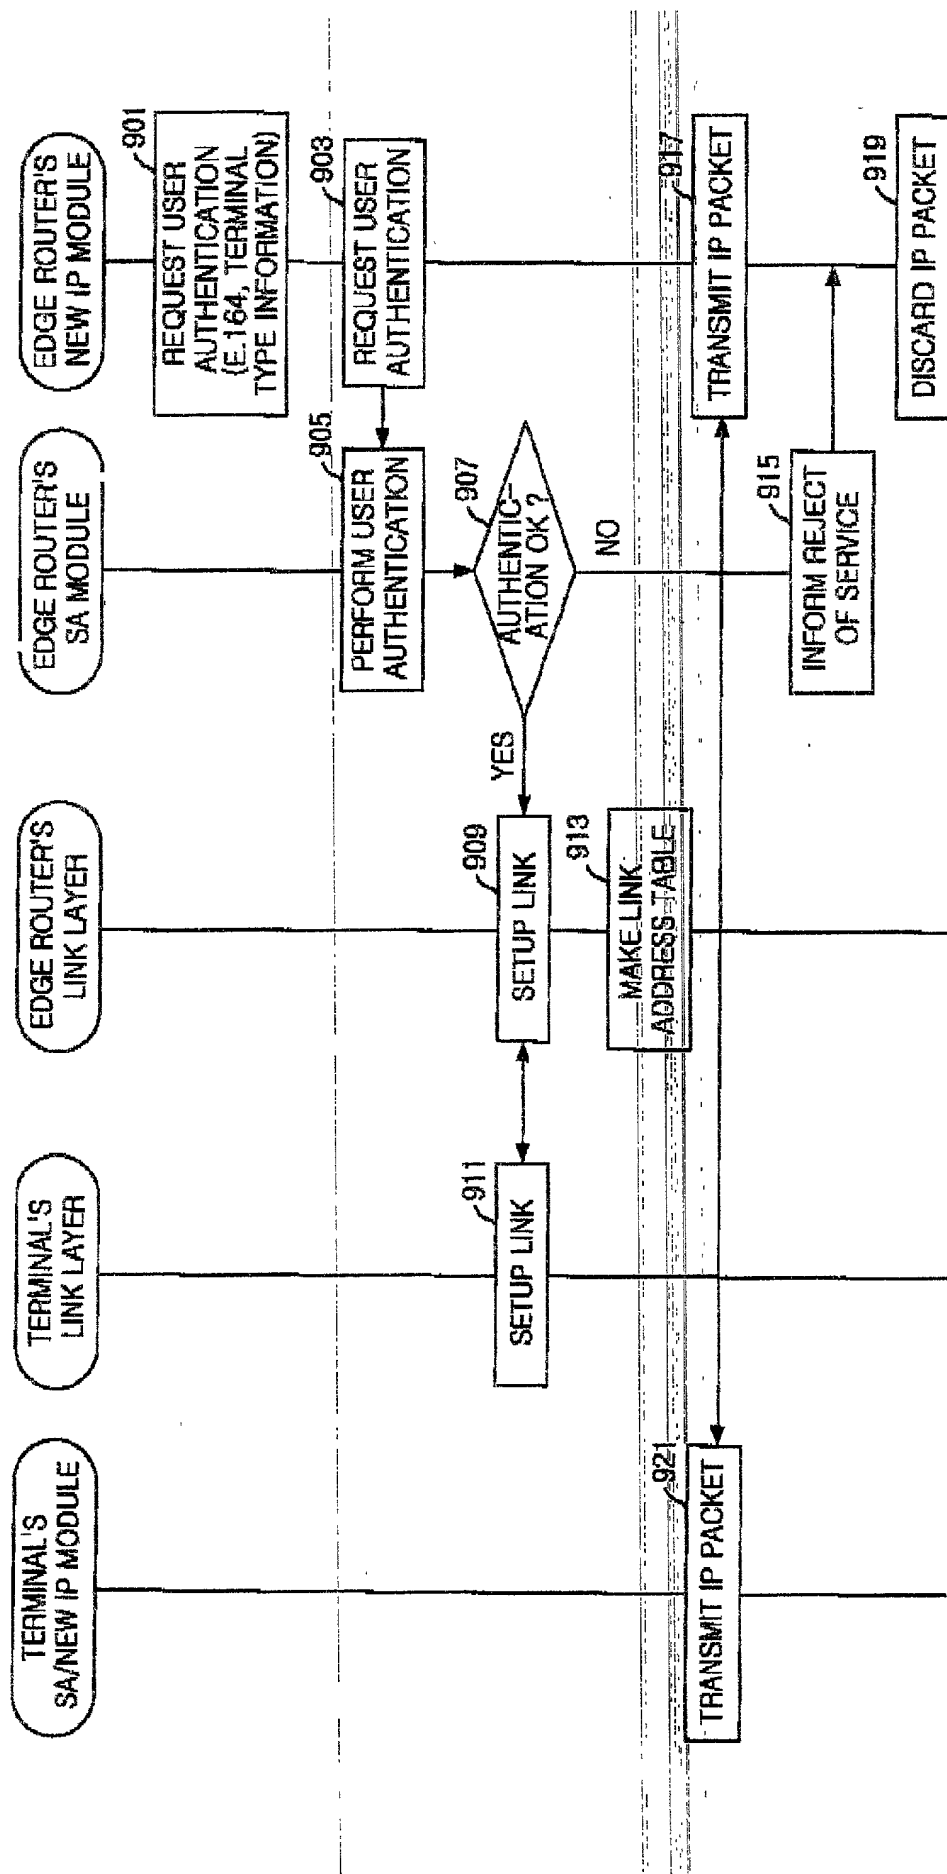 TERMINAL'S
SA/NEW IP MODULE
TERMINAL'S
LINK LAYER
EDGE ROUTER'S
LINK LAYER
EDGE ROUTER'S
SA MODULE
EDGE ROUTER'S
NEW IP MODULE
901
REQUEST USER
AUTHENTICATION
(E.164, TERMINAL
TYPE INFORMATION)
903
REQUEST USER
AUTHENTICATION
905
PERFORM USER
AUTHENTICATION
907
AUTHENTIC-
ATION OK ?
YES
NO
909
SETUP LINK
911
SETUP LINK
913
MAKE LINK
ADDRESS TABLE
921
TRANSMIT IP PACKET
917
TRANSMIT IP PACKET
915
INFORM REJECT
OF SERVICE
919
DISCARD IP PACKET